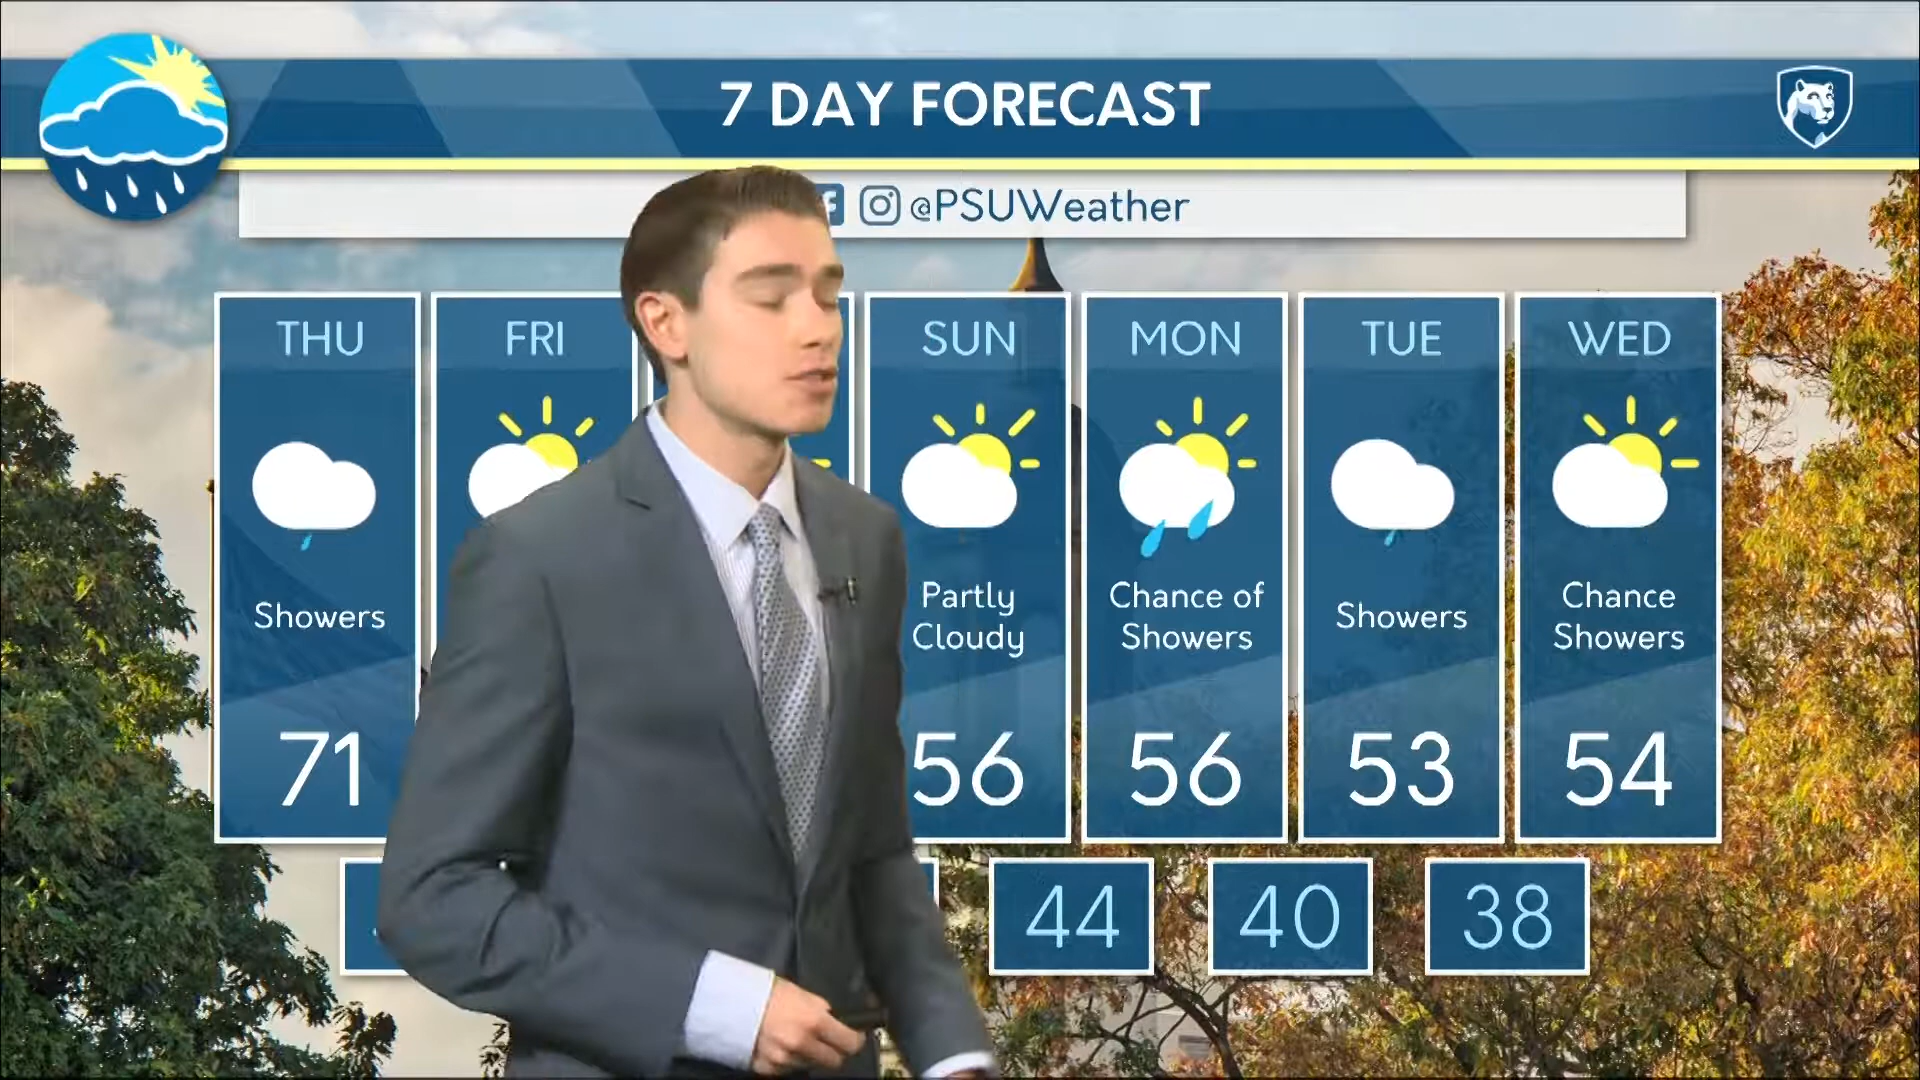 7 DAY FORECAST
@PSUWeather
THU
FRI
SUN
MON
TUE
WED
Showers
Partly
Cloudy
Chance of
Showers
Showers
Chance
Showers
71
56
56
53
54
44
40
38